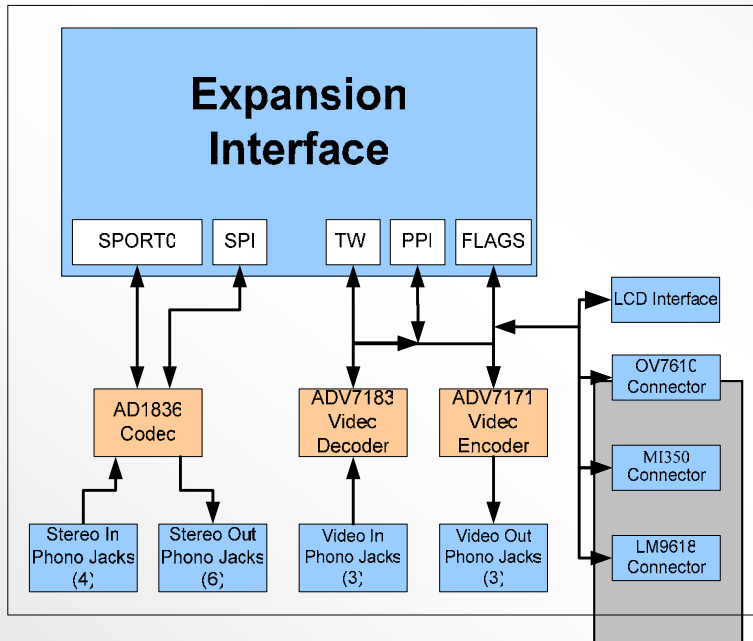 Expansion
Interface
SPORT0
SPI
TW
PPI
FLAGS
LCD Interface
OV7610
Connector
AD1836
Codec
ADV7183
Video
Decoder
ADV7171
Video
Encoder
MI350
Connector
Stereo In
Phono Jacks
(4)
Stereo Out
Phono Jacks
(6)
Video In
Phono Jacks
(3)
Video Out
Phono Jacks
(3)
LM9618
Connector